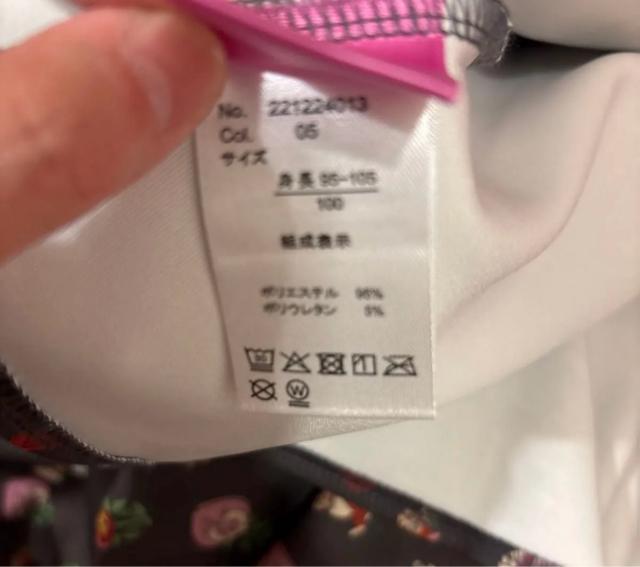 No. 221224013
Col. 05
サイズ
身長 95-105
100
組成表示
ポリエステル 95%
ポリウレタン 5%
W